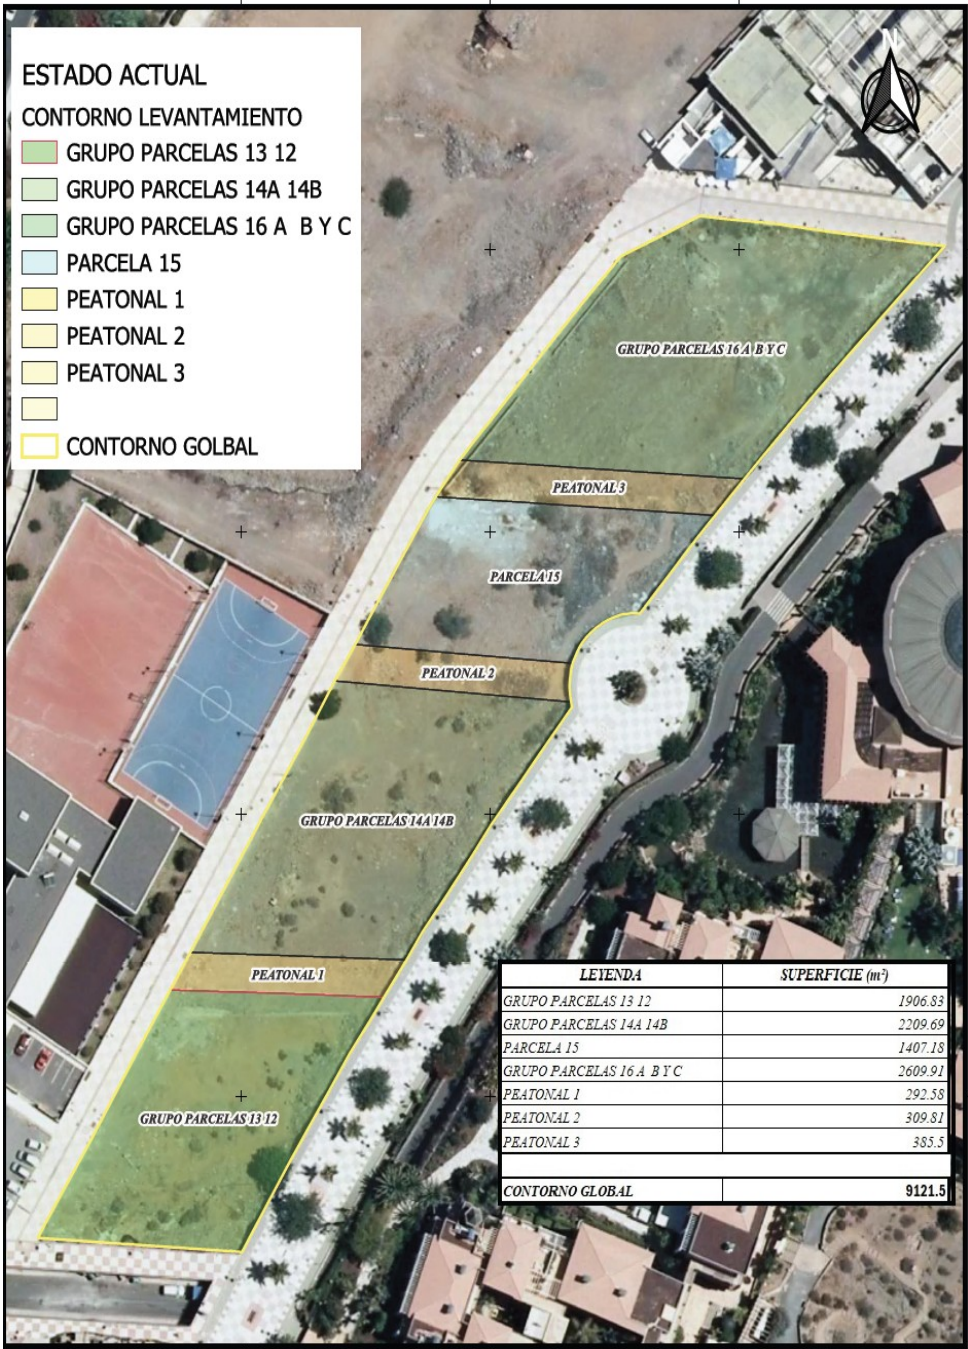 N
ESTADO ACTUAL
CONTORNO LEVANTAMIENTO
GRUPO PARCELAS 13 12
GRUPO PARCELAS 14A 14B
GRUPO PARCELAS 16 A B Y C
PARCELA 15
PEATONAL 1
PEATONAL 2
PEATONAL 3
CONTORNO GOLBAL
GRUPO PARCELAS 16 A B Y C
PEATONAL 3
PARCELA 15
PEATONAL 2
GRUPO PARCELAS 14A 14B
PEATONAL 1
GRUPO PARCELAS 13 12
LEYENDA SUPERFICIE (m²)
GRUPO PARCELAS 13 12 1906.83
GRUPO PARCELAS 14A 14B 2209.69
PARCELA 15 1407.18
GRUPO PARCELAS 16 A B Y C 2609.91
PEATONAL 1 292.58
PEATONAL 2 309.81
PEATONAL 3 385.5
CONTORNO GLOBAL 9121.5